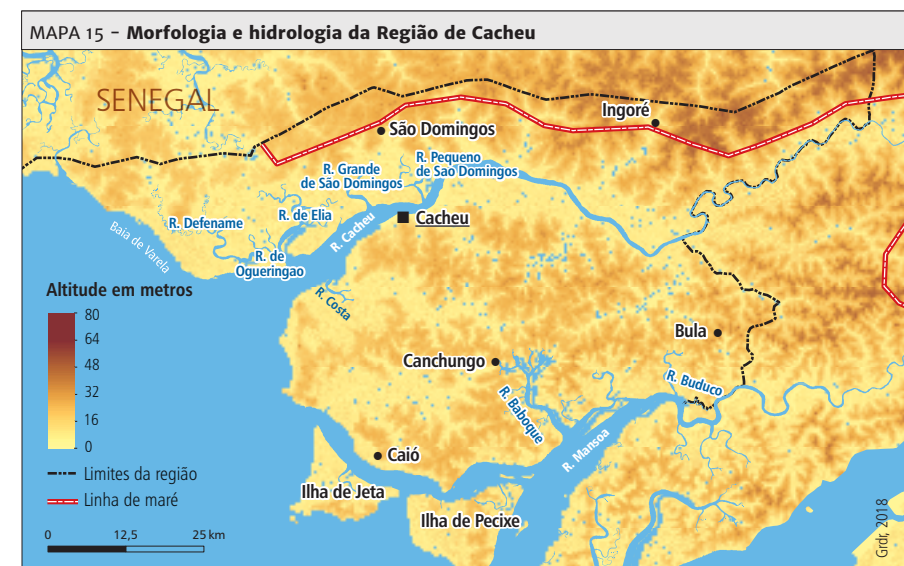 MAPA 15 – Morfologia e hidrologia da Região de Cacheu
SENEGAL
Ingoré
São Domingos
R. Pequeno
de Sao Domingos
R. Grande
de São Domingos
R. Defename
R. de Elia
R. Cacheu
Cacheu
Baia de Varela
R. de
Ogueringao
R. Costa
Altitude em metros
80
64
48
32
16
0
Bula
Canchungo
R. Buduco
R. Baboque
R. Mansoa
Caió
Limites da região
Linha de maré
Ilha de Jeta
Ilha de Pecixe
0 12,5 25 km
Grdr, 2018